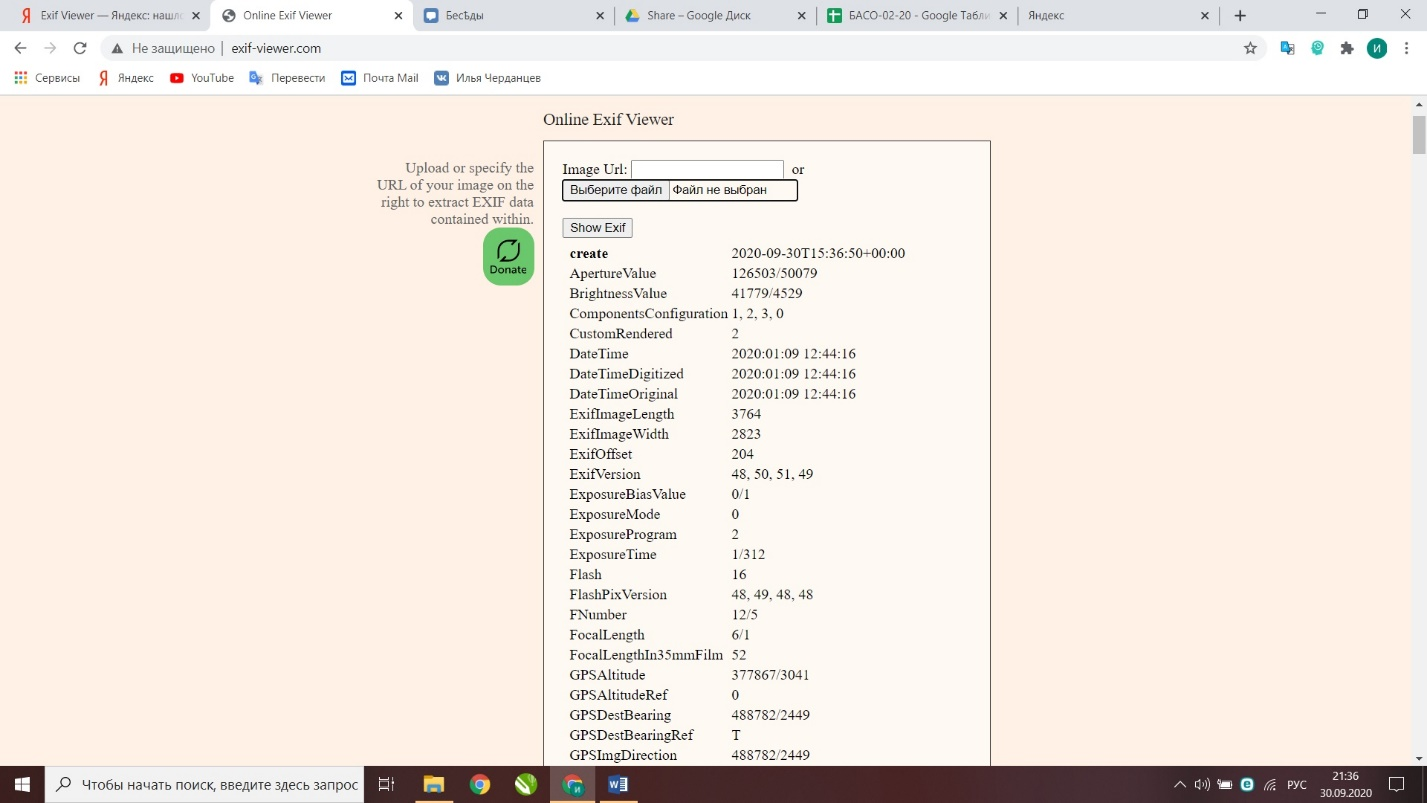 Exif Viewer — Яндекс: нашло
Online Exif Viewer
Бесѣды
Share – Google Диск
БАСО-02-20 - Google Табли
Яндекс
Не защищено | exif-viewer.com
И
Сервисы
Яндекс
YouTube
Перевести
Почта Mail
Илья Черданцев
Online Exif Viewer
Upload or specify the
URL of your image on the
right to extract EXIF data
contained within.
Donate
Image Url: or
Выберите файл Файл не выбран
Show Exif
create 2020-09-30T15:36:50+00:00
ApertureValue 126503/50079
BrightnessValue 41779/4529
ComponentsConfiguration 1, 2, 3, 0
CustomRendered 2
DateTime 2020:01:09 12:44:16
DateTimeDigitized 2020:01:09 12:44:16
DateTimeOriginal 2020:01:09 12:44:16
ExifImageLength 3764
ExifImageWidth 2823
ExifOffset 204
ExifVersion 48, 50, 51, 49
ExposureBiasValue 0/1
ExposureMode 0
ExposureProgram 2
ExposureTime 1/312
Flash 16
FlashPixVersion 48, 49, 48, 48
FNumber 12/5
FocalLength 6/1
FocalLengthIn35mmFilm 52
GPSAltitude 377867/3041
GPSAltitudeRef 0
GPSDestBearing 488782/2449
GPSDestBearingRef T
GPSImgDirection 488782/2449
Чтобы начать поиск, введите здесь запрос
РУС
21:36
30.09.2020